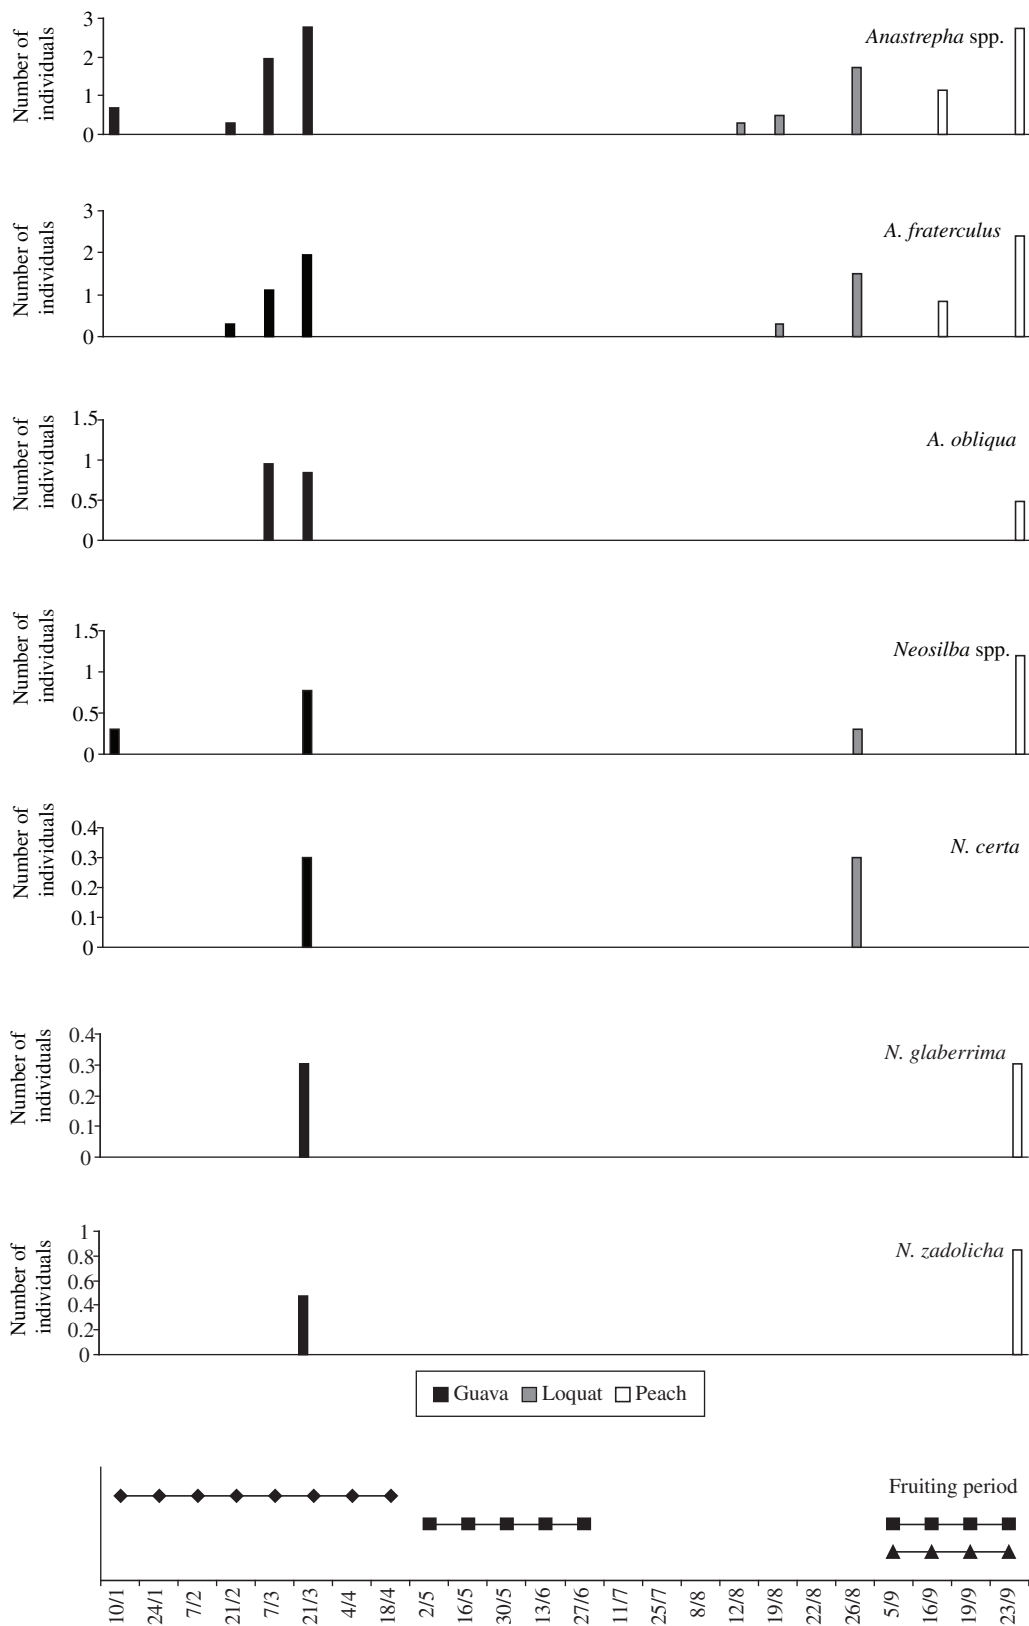 Number of
individuals
3
2
1
0
Anastrepha spp.
Number of
individuals
3
2
1
0
A. fraterculus
Number of
individuals
1.5
1
0.5
0
A. obliqua
Number of
individuals
1.5
1
0.5
0
Neosilba spp.
Number of
individuals
0.4
0.3
0.2
0.1
0
N. certa
Number of
individuals
0.4
0.3
0.2
0.1
0
N. glaberrima
Number of
individuals
1
0.8
0.6
0.4
0.2
0
N. zadolicha
Guava Loquat Peach
Fruiting period
10/1 24/1 7/2 21/2 7/3 21/3 4/4 18/4 2/5 16/5 30/5 13/6 27/6 11/7 25/7 8/8 12/8 19/8 22/8 26/8 5/9 16/9 19/9 23/9